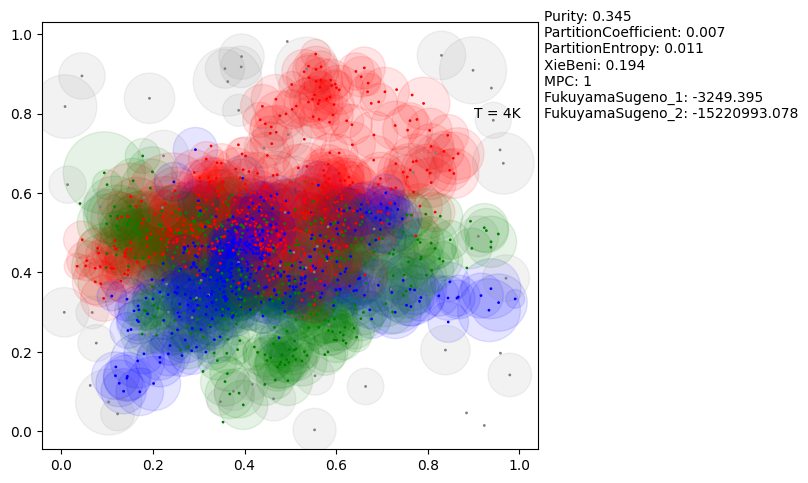 Purity: 0.345
PartitionCoefficient: 0.007
PartitionEntropy: 0.011
XieBeni: 0.194
MPC: 1
FukuyamaSugeno_1: -3249.395
FukuyamaSugeno_2: -15220993.078
T = 4K
1.0
0.8
0.6
0.4
0.2
0.0
0.0 0.2 0.4 0.6 0.8 1.0